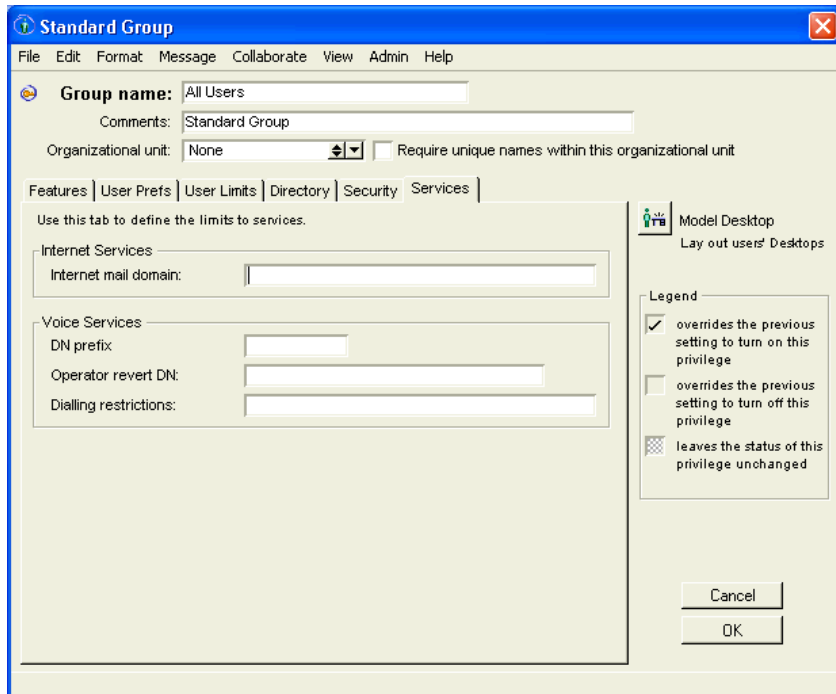 Standard Group
File Edit Format Message Collaborate View Admin Help
Group name: All Users
Comments: Standard Group
Organizational unit: None Require unique names within this organizational unit
Features User Prefs User Limits Directory Security Services
Use this tab to define the limits to services.
Internet Services
Internet mail domain:
Voice Services
DN prefix
Operator revert DN:
Dialling restrictions:
Model Desktop
Lay out users' Desktops
Legend
overrides the previous
setting to turn on this
privilege
overrides the previous
setting to turn off this
privilege
leaves the status of this
privilege unchanged
Cancel
OK